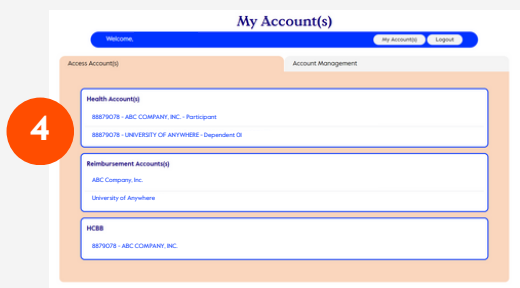 My Account(s)
Welcome,
My Account(s)
Logout
Access Account(s)
Account Management
4
Health Account(s)
88879078 - ABC COMPANY, INC. - Participant
88879078 - UNIVERSITY OF ANYWHERE - Dependent QI
Reimbursement Accounts(s)
ABC Company, Inc.
University of Anywhere
HCBB
8879078 - ABC COMPANY, INC.